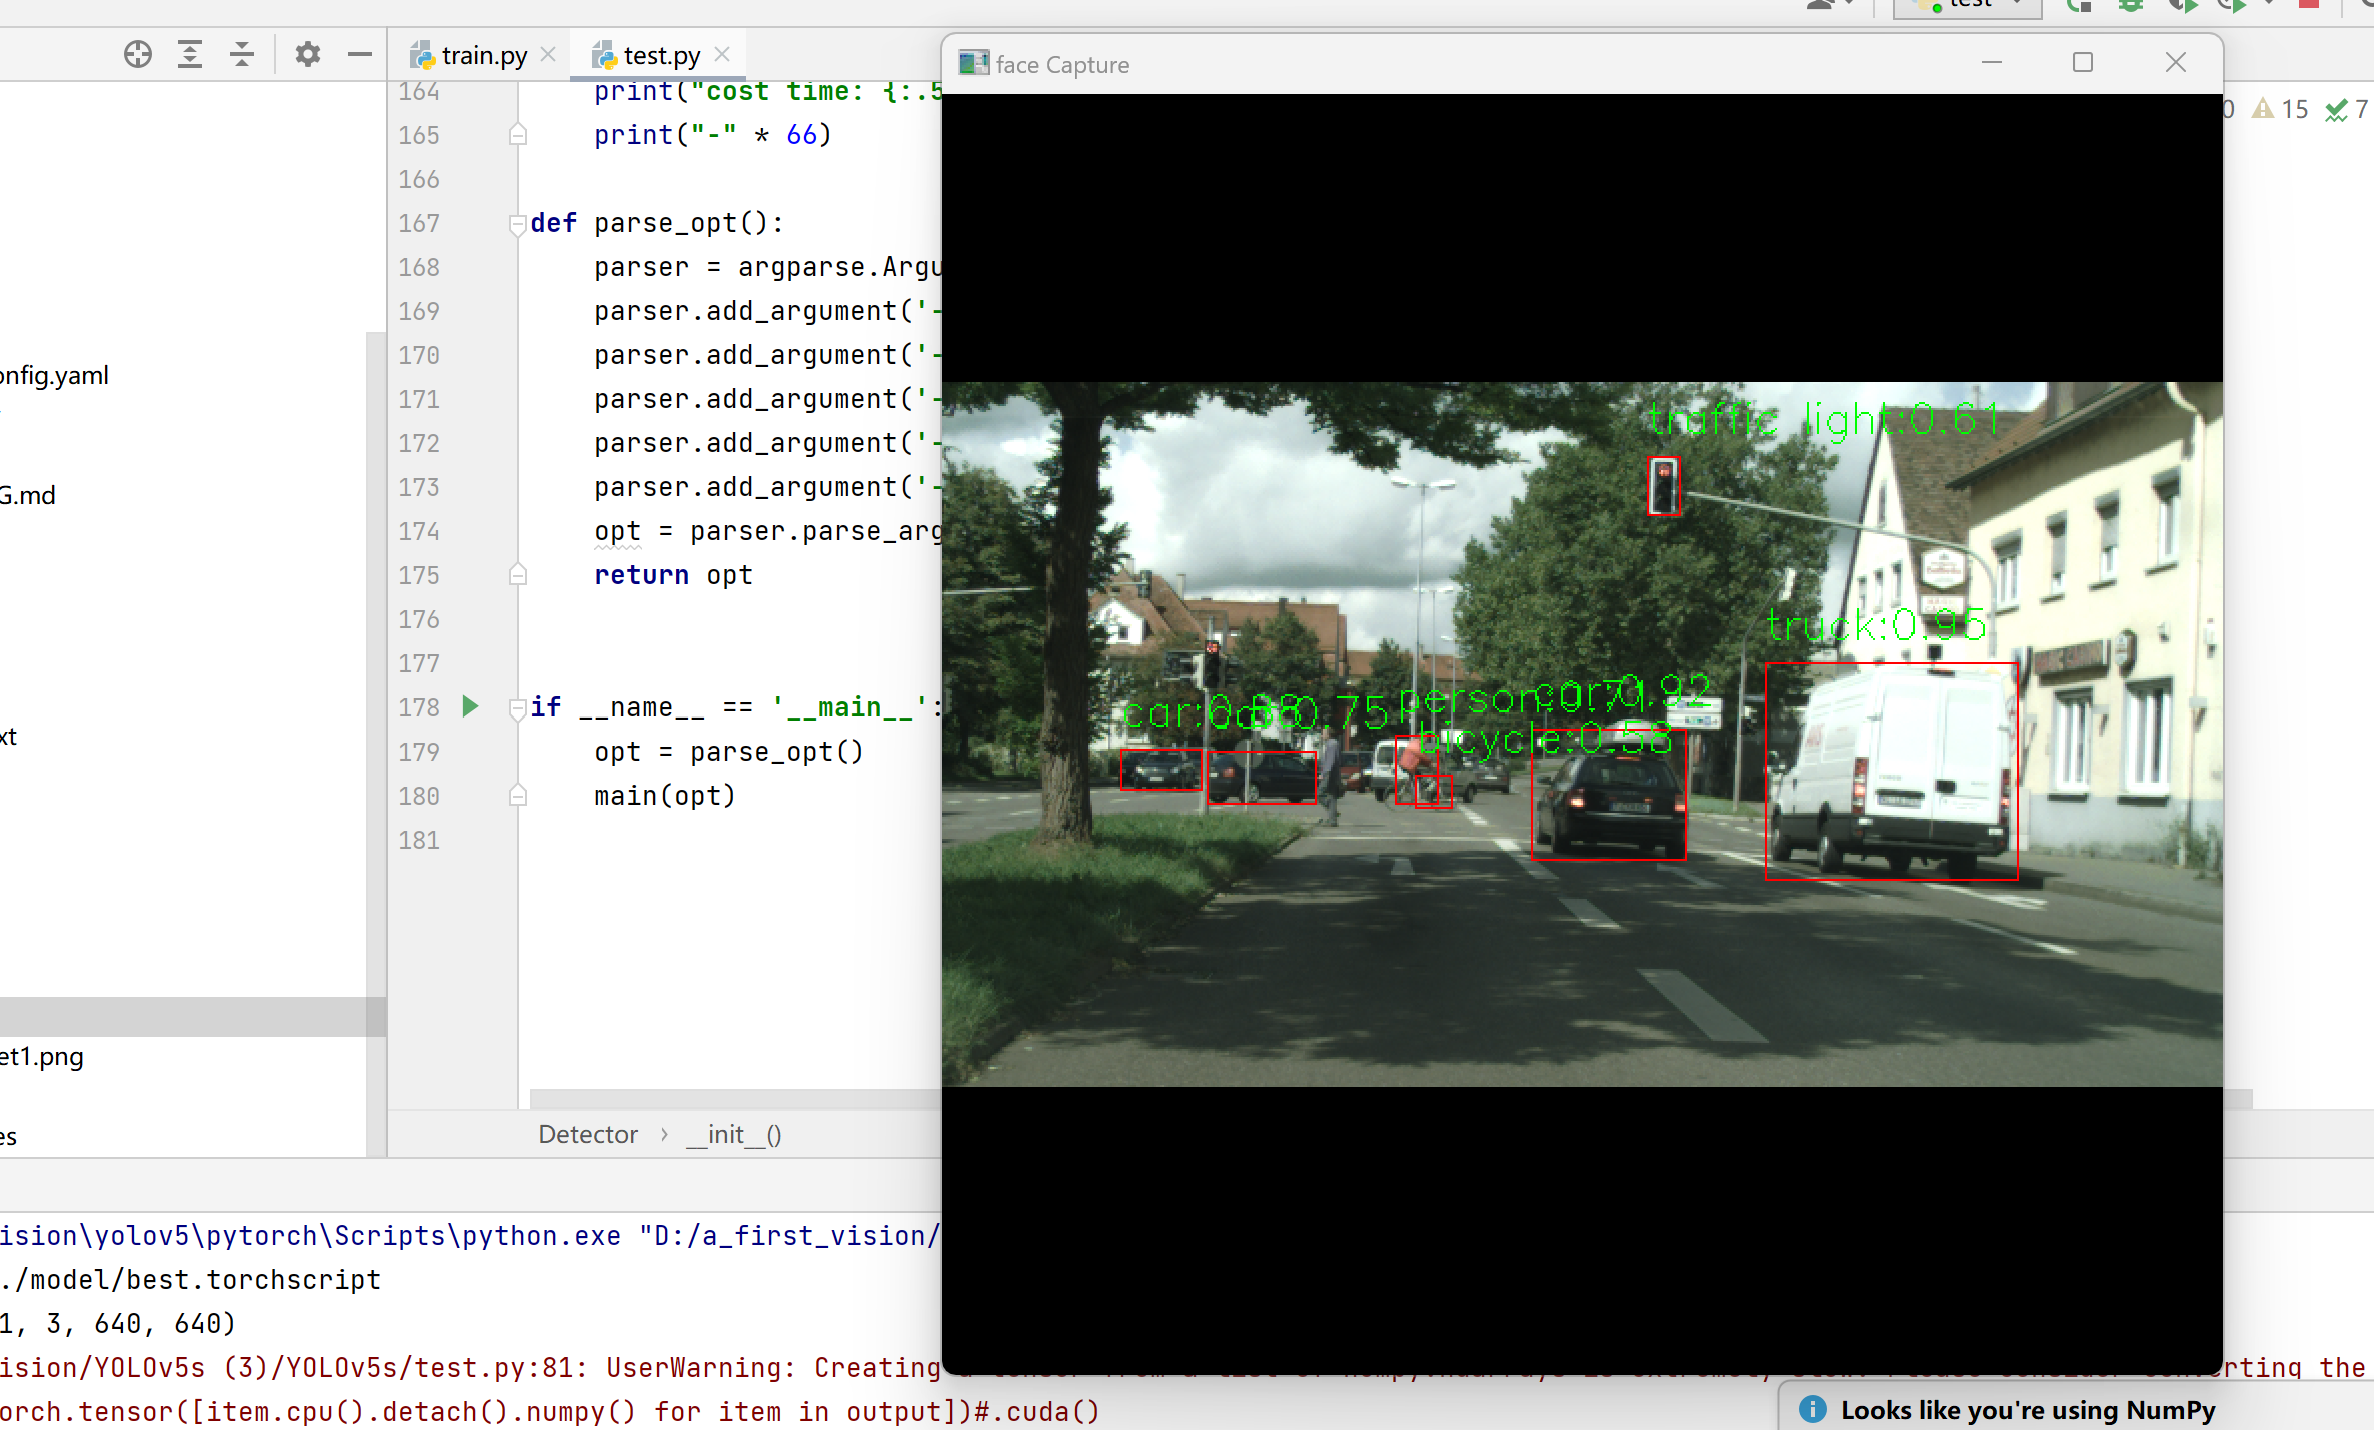 test
train.py
test.py
face Capture
0
15
7
164 print("cost time: {:.5
165 print("-" * 66)
166
167 def parse_opt():
168 parser = argparse.Argu
169 parser.add_argument('-
170 parser.add_argument('-
171 parser.add_argument('-
172 parser.add_argument('-
173 parser.add_argument('-
174 opt = parser.parse_arg
175 return opt
176
177
178 if __name__ == '__main__':
179 opt = parse_opt()
180 main(opt)
181
onfig.yaml
G.md
xt
et1.png
es
traffic light:0.61
truck:0.95
0.75
bicycle:0.58
Detector › __init__()
ision\yolov5\pytorch\Scripts\python.exe "D:/a_first_vision/
./model/best.torchscript
1, 3, 640, 640)
ision/YOLOv5s (3)/YOLOv5s/test.py:81: UserWarning: Creating
rting the
orch.tensor([item.cpu().detach().numpy() for item in output])#.cuda()
Looks like you're using NumPy